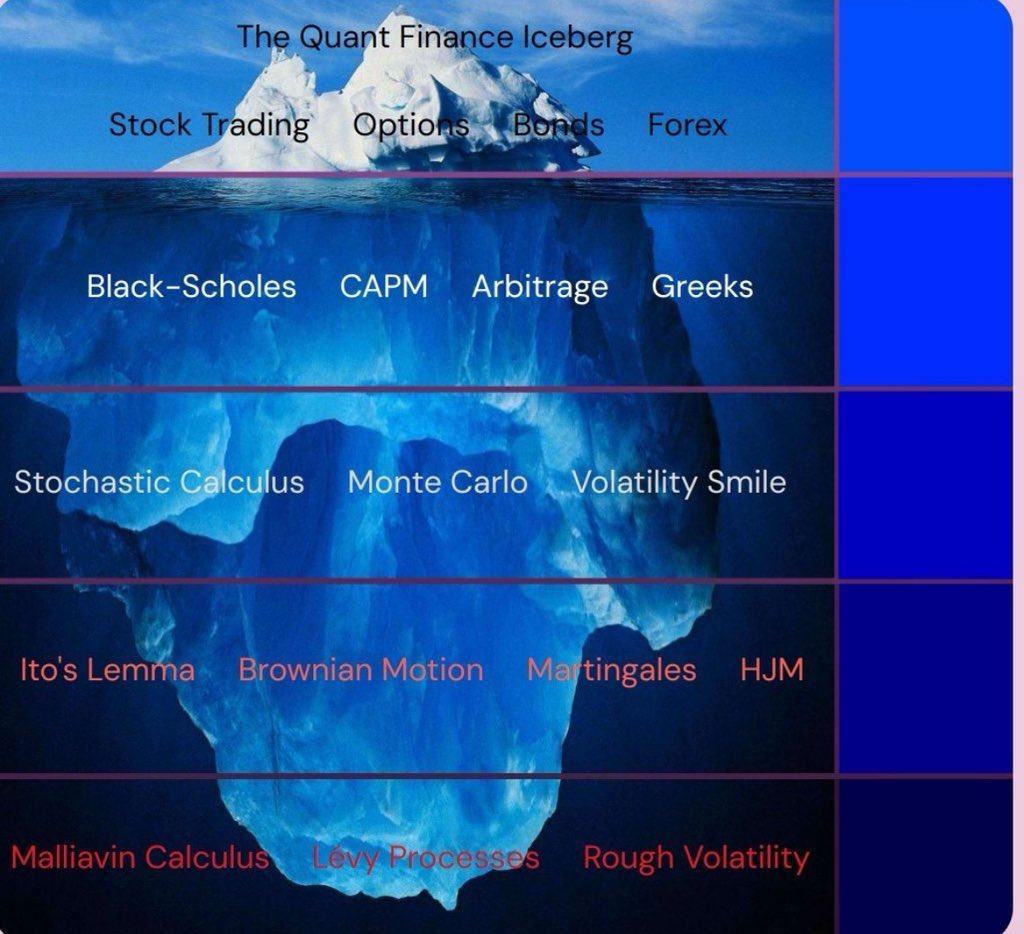 The Quant Finance Iceberg
Stock Trading Options Bonds Forex
Black-Scholes CAPM Arbitrage Greeks
Stochastic Calculus Monte Carlo Volatility Smile
Ito's Lemma Brownian Motion Martingales HJM
Malliavin Calculus Lévy Processes Rough Volatility